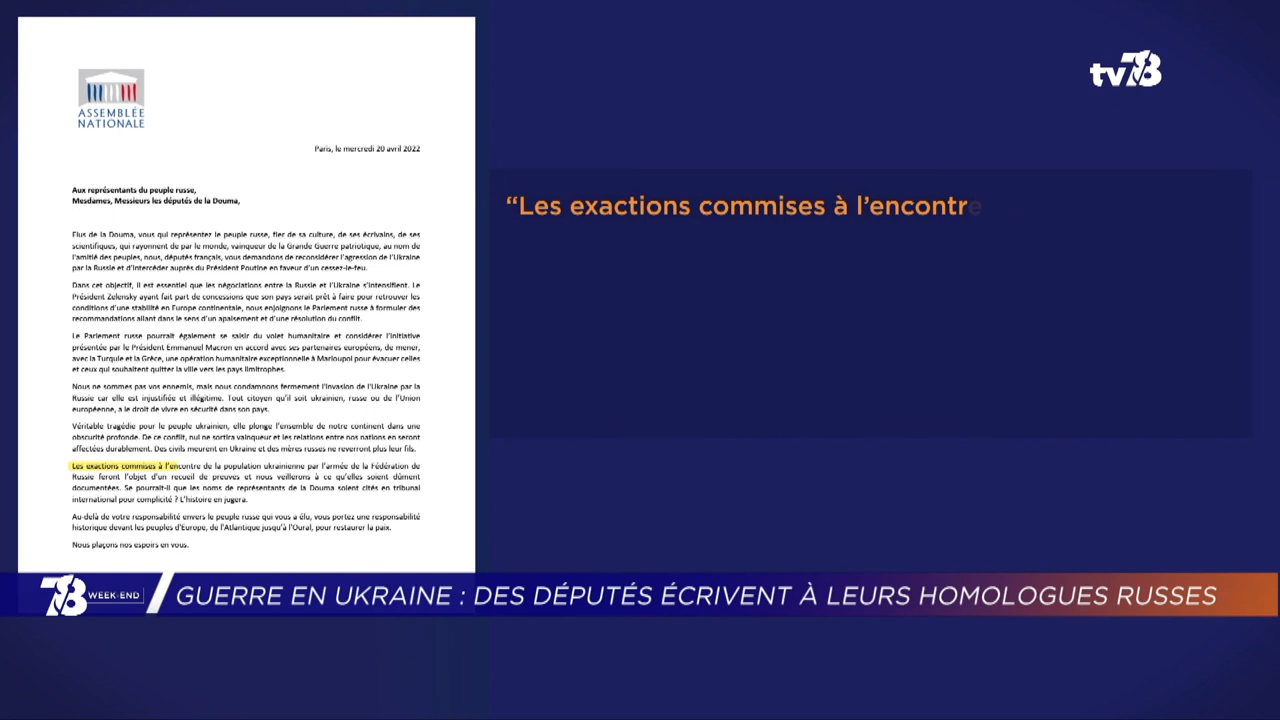 ASSEMBLÉE
NATIONALE
Paris, le mercredi 20 avril 2022
Aux représentants du peuple russe,
Mesdames, Messieurs les députés de la Douma,
Elus de la Douma, vous qui représentez le peuple russe, fier de sa culture, de ses écrivains, de ses
scientifiques, qui rayonnent de par le monde, vainqueur de la Grande Guerre patriotique, au nom de
l'amitié des peuples, nous, députés français, vous demandons de reconsidérer l'agression de l'Ukraine
par la Russie et d'intercéder auprès du Président Poutine en faveur d'un cessez-le-feu.
Dans cet objectif, il est essentiel que les négociations entre la Russie et l'Ukraine s'intensifient. Le
Président Zelensky ayant fait part de concessions que son pays serait prêt à faire pour retrouver les
conditions d'une stabilité en Europe continentale, nous enjoignons le Parlement russe à formuler des
recommandations allant dans le sens d'un apaisement et d'une résolution du conflit.
Le Parlement russe pourrait également se saisir du volet humanitaire et considérer l'initiative
présentée par le Président Emmanuel Macron en accord avec ses partenaires européens, de mener,
avec la Turquie et la Grèce, une opération humanitaire exceptionnelle à Marioupol pour évacuer celles
et ceux qui souhaitent quitter la ville vers les pays limitrophes.
Nous ne sommes pas vos ennemis, mais nous condamnons fermement l'invasion de l'Ukraine par la
Russie car elle est injustifiée et illégitime. Tout citoyen qu'il soit ukrainien, russe ou de l'Union
européenne, a le droit de vivre en sécurité dans son pays.
Véritable tragédie pour le peuple ukrainien, elle plonge l'ensemble de notre continent dans une
obscurité profonde. De ce conflit, nul ne sortira vainqueur et les relations entre nos nations en seront
affectées durablement. Des civils meurent en Ukraine et des mères russes ne reverront plus leur fils.
Les exactions commises à l'encontre de la population ukrainienne par l'armée de la Fédération de
Russie feront l'objet d'un recueil de preuves et nous veillerons à ce qu'elles soient dûment
documentées. Se pourrait-il que les noms de représentants de la Douma soient cités en tribunal
international pour complicité ? L'histoire en jugera.
Au-delà de votre responsabilité envers le peuple russe qui vous a élu, vous portez une responsabilité
historique devant les peuples d'Europe, de l'Atlantique jusqu'à l'Oural, pour restaurer la paix.
Nous plaçons nos espoirs en vous.
tv78
“Les exactions commises à l’encontre
78 WEEK-END
GUERRE EN UKRAINE : DES DÉPUTÉS ÉCRIVENT À LEURS HOMOLOGUES RUSSES